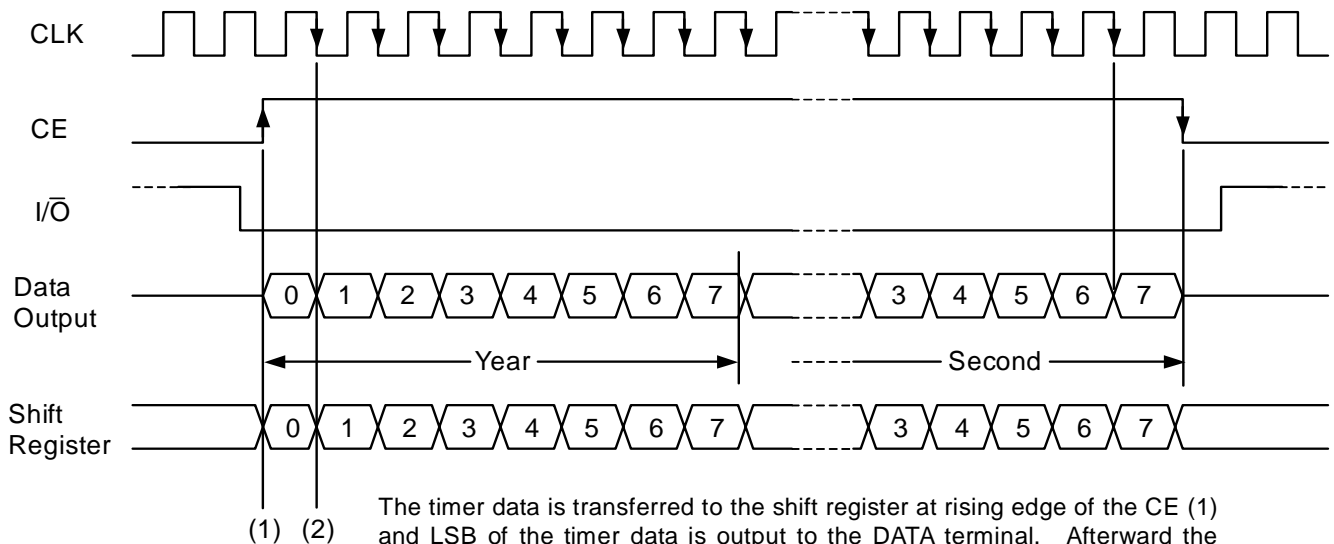 CLK
CE
I/O̅
Data
Output
0 1 2 3 4 5 6 7 3 4 5 6 7
Year Second
Shift
Register
0 1 2 3 4 5 6 7 3 4 5 6 7
(1) (2)
The timer data is transferred to the shift register at rising edge of the CE (1)
and LSB of the timer data is output to the DATA terminal. Afterward the